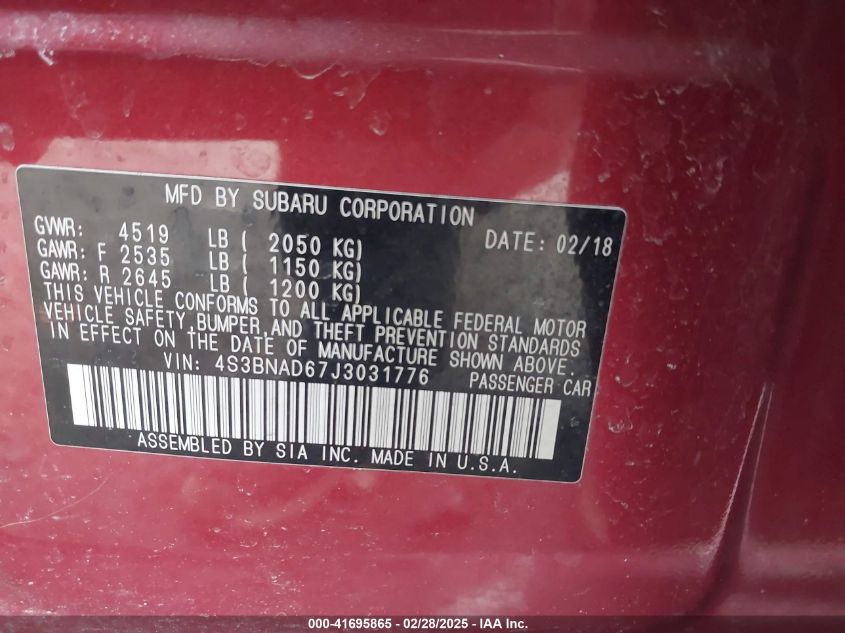 MFD BY SUBARU CORPORATION
GVWR: 4519 LB ( 2050 KG) DATE: 02/18
GAWR: F 2535 LB ( 1150 KG)
GAWR: R 2645 LB ( 1200 KG)
THIS VEHICLE CONFORMS TO ALL APPLICABLE FEDERAL MOTOR
VEHICLE SAFETY, BUMPER, AND THEFT PREVENTION STANDARDS
IN EFFECT ON THE DATE OF MANUFACTURE SHOWN ABOVE.
VIN: 4S3BNAD67J3031776 PASSENGER CAR
ASSEMBLED BY SIA INC. MADE IN U.S.A.
000-41695865 - 02/28/2025 - IAAI.COM